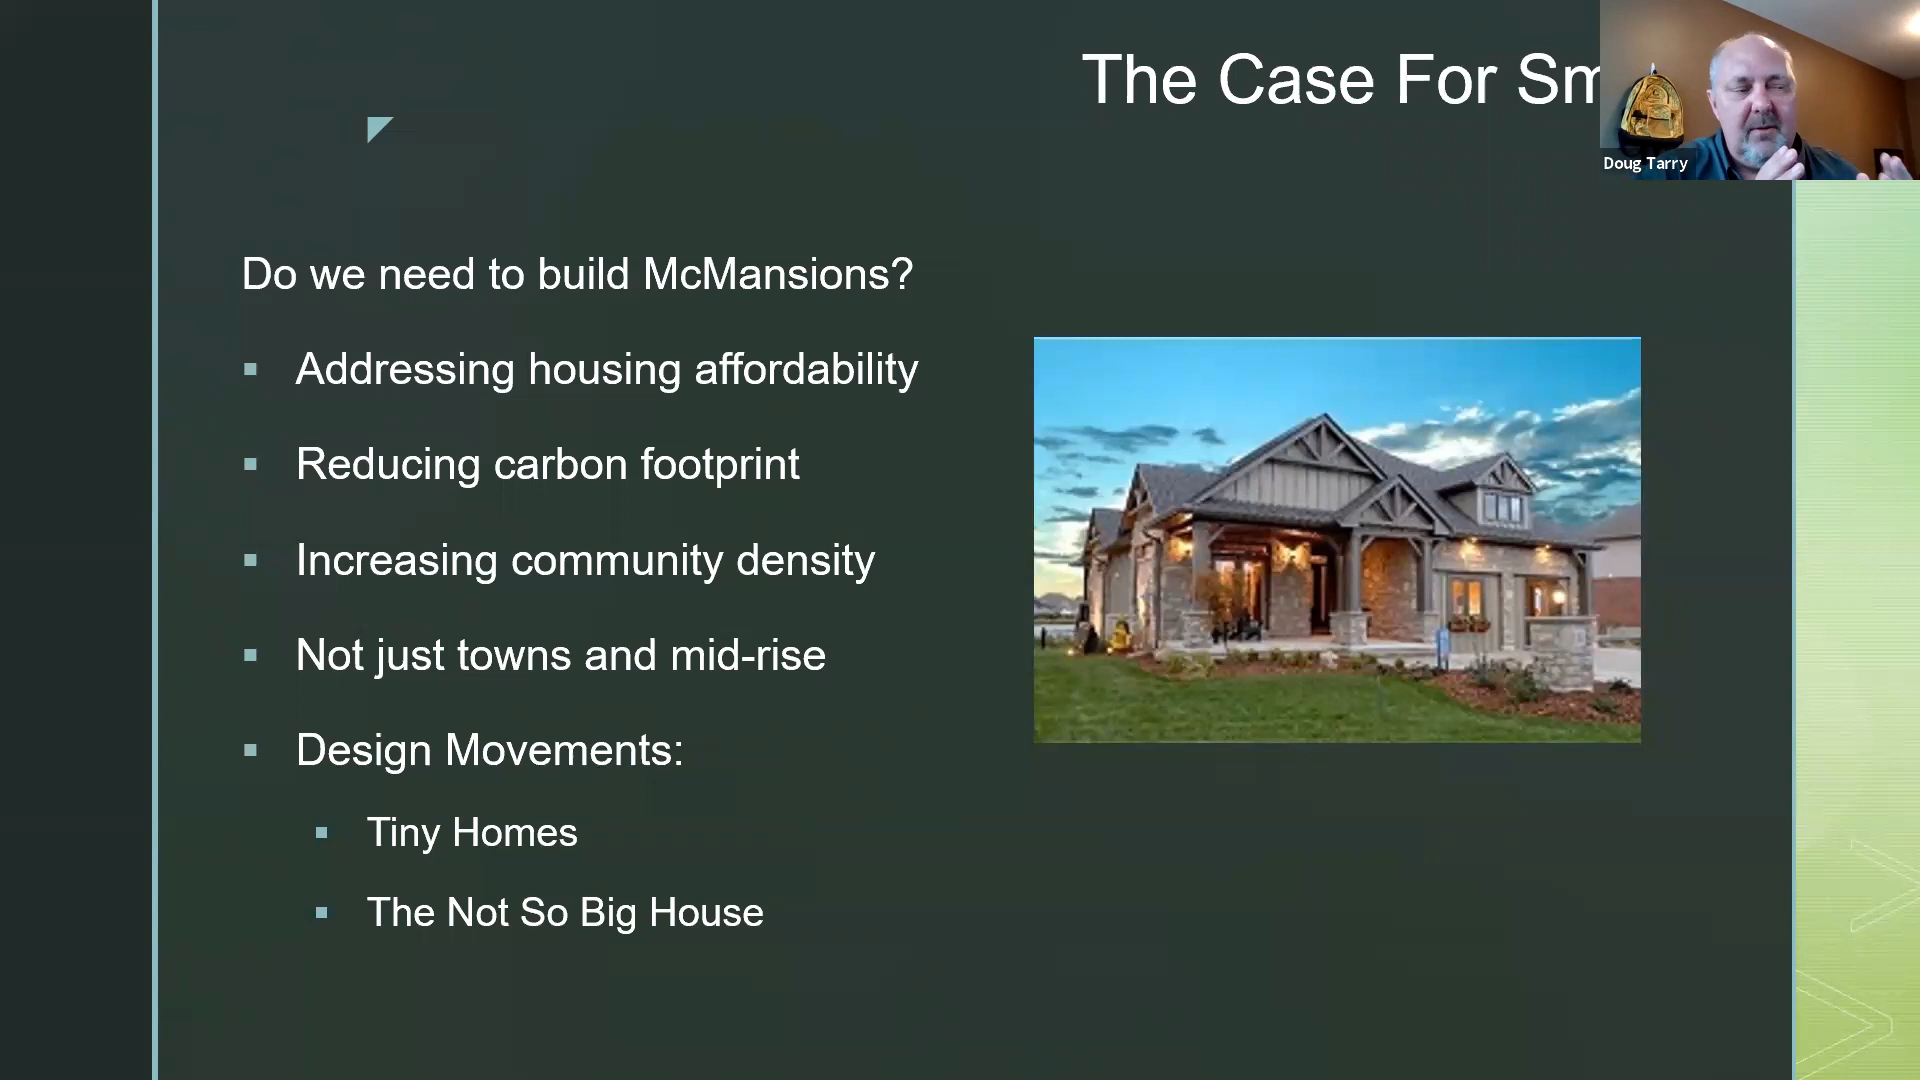 The Case For
Doug Tarry
Do we need to build McMansions?
Addressing housing affordability
Reducing carbon footprint
Increasing community density
Not just towns and mid-rise
Design Movements:
Tiny Homes
The Not So Big House